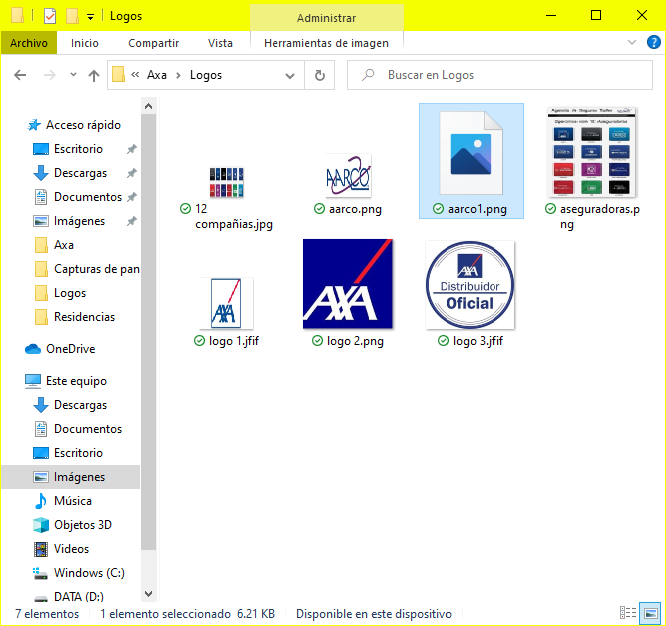 Logos
Administrar
Archivo
Inicio
Compartir
Vista
Herramientas de imagen
Axa
Logos
Buscar en Logos
Acceso rápido
Escritorio
Descargas
Documentos
Imágenes
Axa
Capturas de pan
Logos
Residencias
OneDrive
Este equipo
Descargas
Documentos
Escritorio
Imágenes
Música
Objetos 3D
Videos
Windows (C:)
DATA (D:)
12
compañias.jpg
AARCO
aarco.png
aarco1.png
aseguradoras.p
ng
AXA
logo 1.jfif
AXA
logo 2.png
AXA
Distribuidor
Oficial
logo 3.jfif
7 elementos
1 elemento seleccionado 6.21 KB
Disponible en este dispositivo